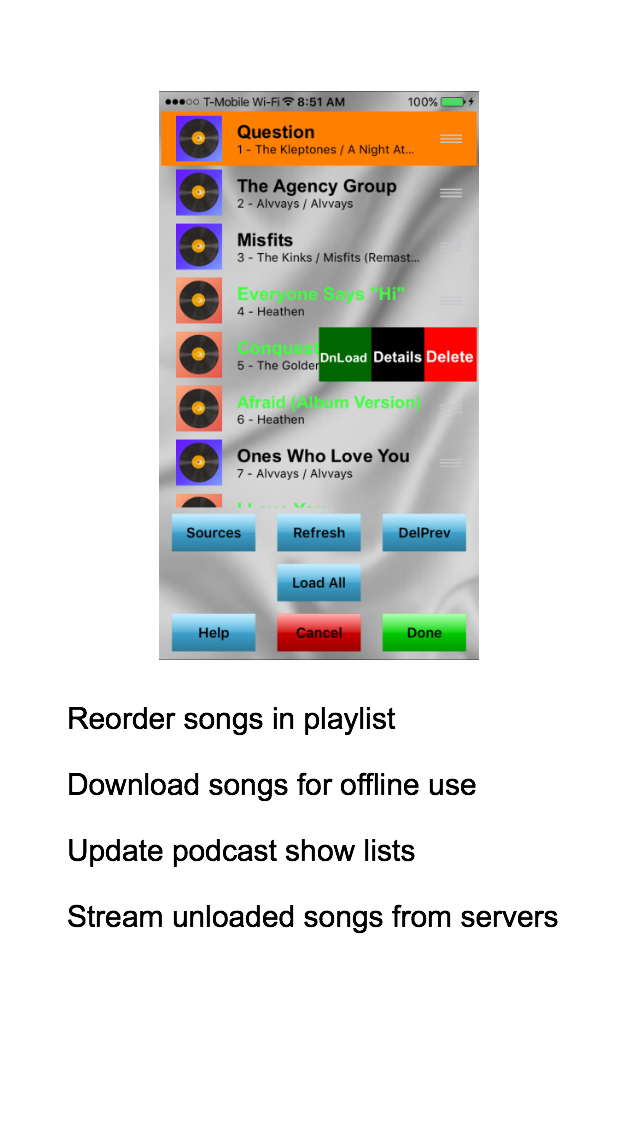 T-Mobile Wi-Fi 8:51 AM 100%
Question
1 - The Kleptones / A Night At...
The Agency Group
2 - Alvvays / Alvvays
Misfits
3 - The Kinks / Misfits (Remast...
Everyone Says "Hi"
4 - Heathen
Conquest
5 - The Golden
DnLoad Details Delete
Afraid (Album Version)
6 - Heathen
Ones Who Love You
7 - Alvvays / Alvvays
I Love You
Sources Refresh DelPrev
Load All
Help Cancel Done
Reorder songs in playlist
Download songs for offline use
Update podcast show lists
Stream unloaded songs from servers